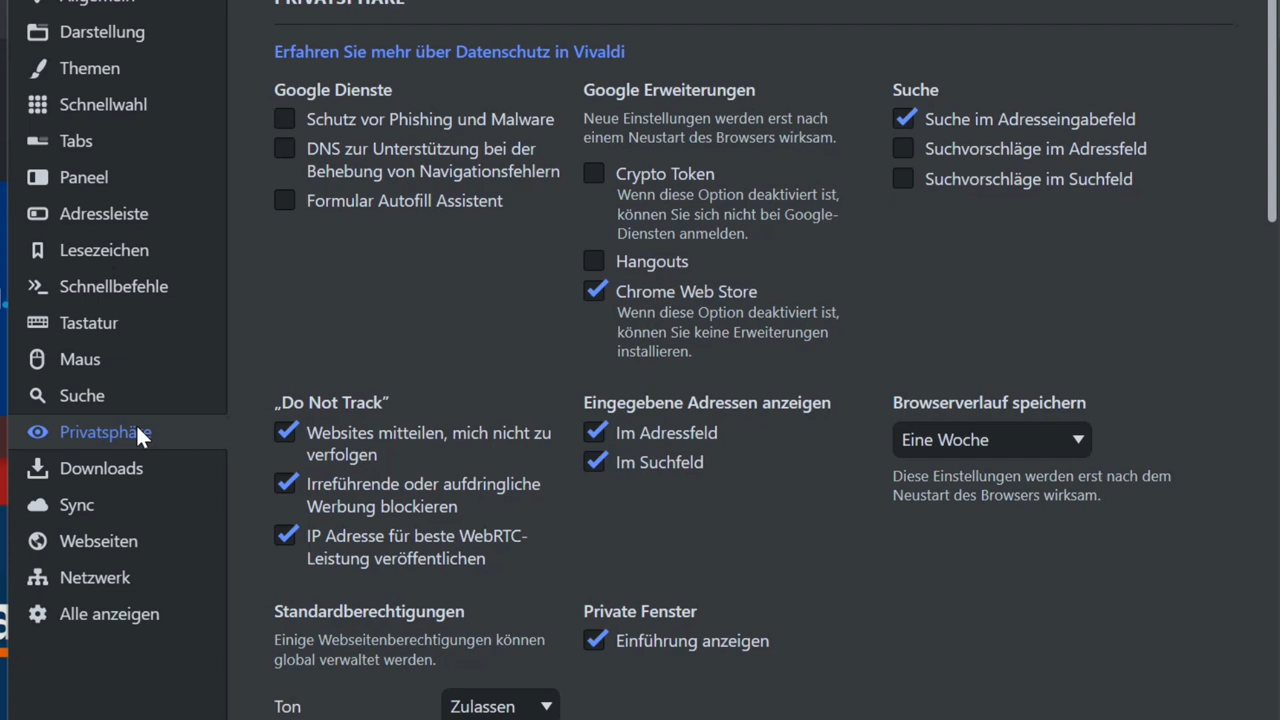 Allgemein
Darstellung
Themen
Schnellwahl
Tabs
Paneel
Adressleiste
Lesezeichen
Schnellbefehle
Tastatur
Maus
Suche
Privatsphäre
Downloads
Sync
Webseiten
Netzwerk
Alle anzeigen
PRIVATSPHÄRE
Erfahren Sie mehr über Datenschutz in Vivaldi
Google Dienste
Schutz vor Phishing und Malware
DNS zur Unterstützung bei der
Behebung von Navigationsfehlern
Formular Autofill Assistent
Google Erweiterungen
Neue Einstellungen werden erst nach
einem Neustart des Browsers wirksam.
Crypto Token
Wenn diese Option deaktiviert ist,
können Sie sich nicht bei Google-
Diensten anmelden.
Hangouts
Chrome Web Store
Wenn diese Option deaktiviert ist,
können Sie keine Erweiterungen
installieren.
Suche
Suche im Adresseingabefeld
Suchvorschläge im Adressfeld
Suchvorschläge im Suchfeld
„Do Not Track”
Websites mitteilen, mich nicht zu
verfolgen
Irreführende oder aufdringliche
Werbung blockieren
IP Adresse für beste WebRTC-
Leistung veröffentlichen
Eingegebene Adressen anzeigen
Im Adressfeld
Im Suchfeld
Browserverlauf speichern
Eine Woche
Diese Einstellungen werden erst nach dem
Neustart des Browsers wirksam.
Standardberechtigungen
Einige Webseitenberechtigungen können
global verwaltet werden.
Ton
Zulassen
Private Fenster
Einführung anzeigen